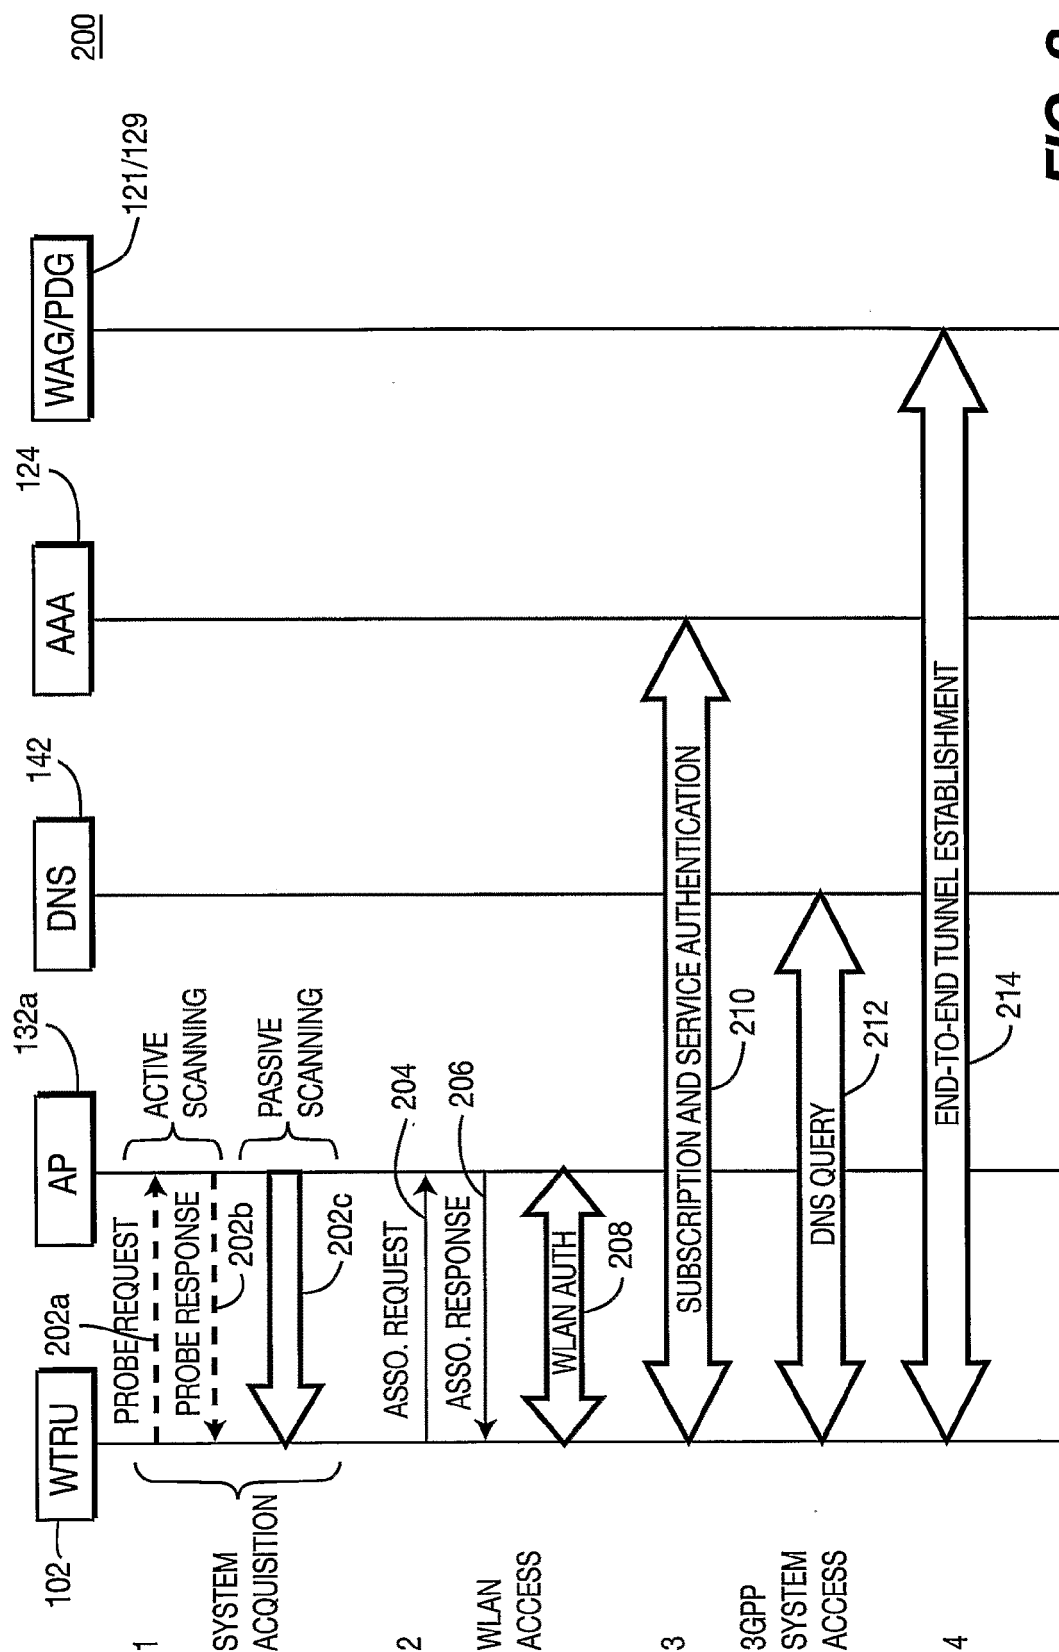 200
WTRU
102
AP
132a
DNS
142
AAA
124
WAG/PDG
121/129
1
SYSTEM
ACQUISITION
PROBE REQUEST
202a
PROBE RESPONSE
202b
ACTIVE
SCANNING
202c
PASSIVE
SCANNING
2
WLAN
ACCESS
ASSO. REQUEST
204
ASSO. RESPONSE
206
WLAN AUTH
208
3
3GPP
SYSTEM
ACCESS
SUBSCRIPTION AND SERVICE AUTHENTICATION
210
DNS QUERY
212
4
END-TO-END TUNNEL ESTABLISHMENT
214
FIG.